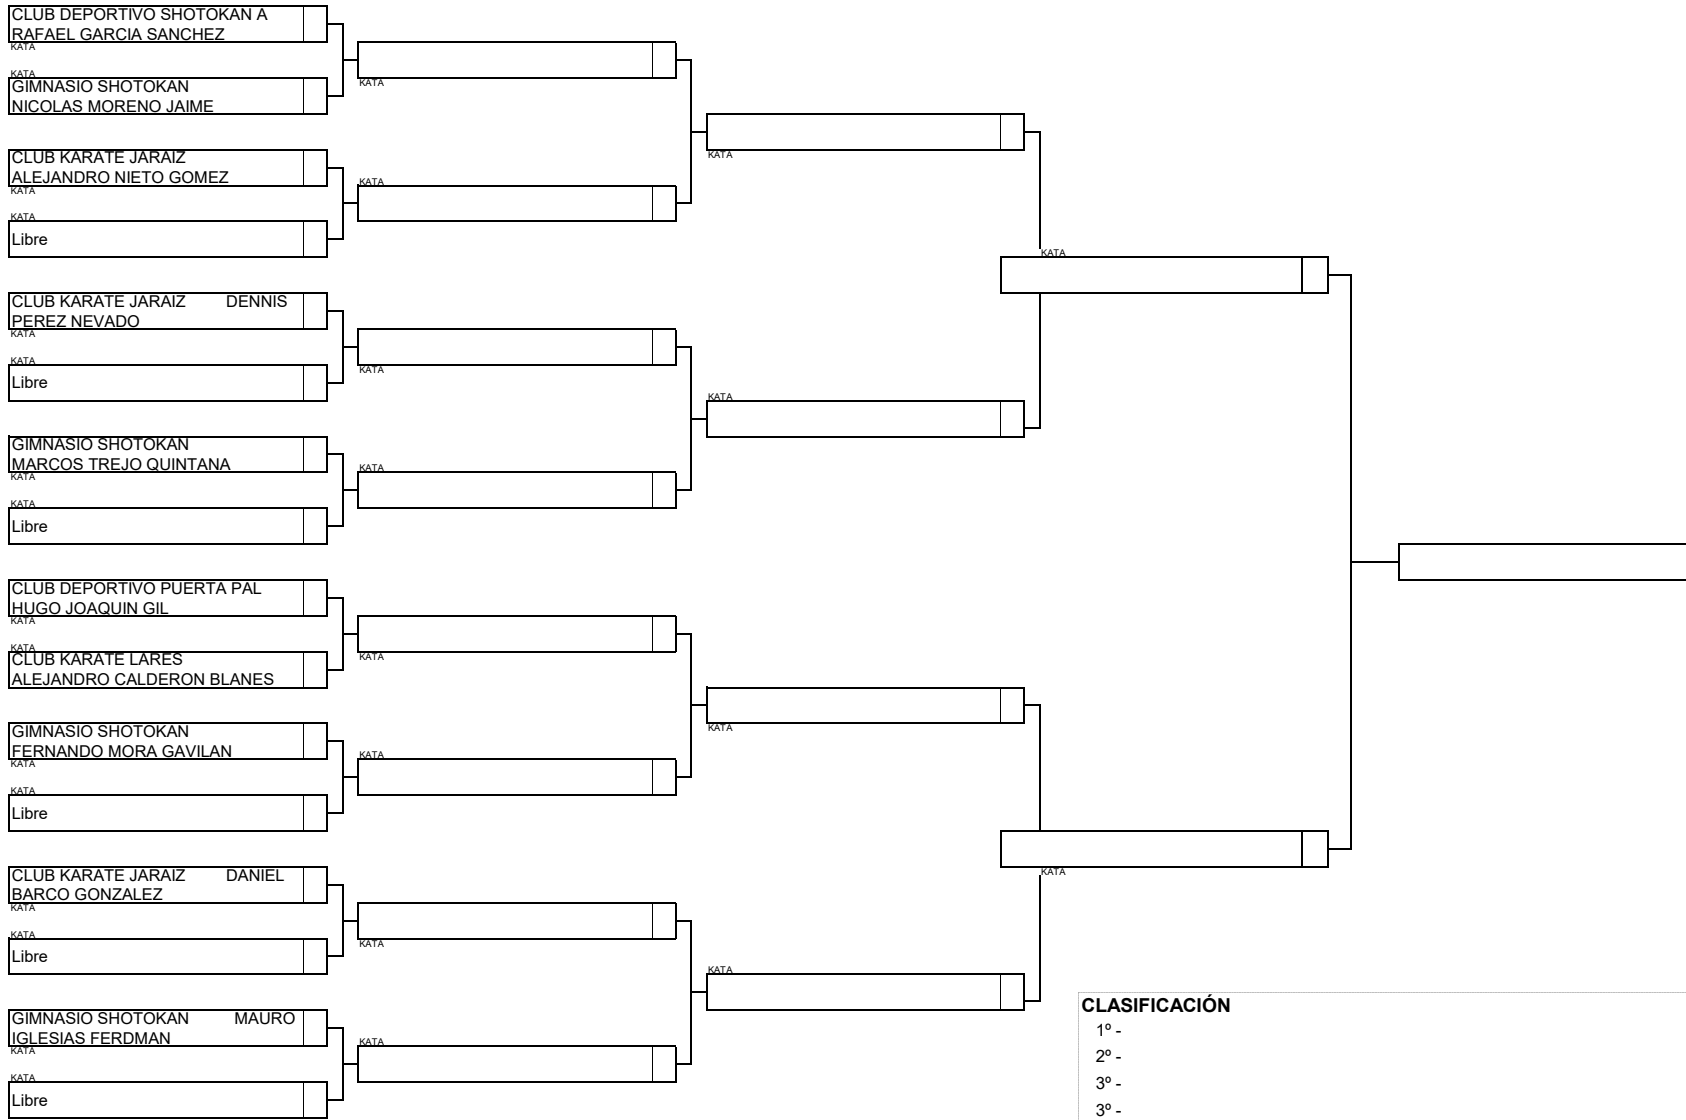 CLUB DEPORTIVO SHOTOKAN A
RAFAEL GARCIA SANCHEZ
KATA
KATA
GIMNASIO SHOTOKAN
NICOLAS MORENO JAIME
CLUB KARATE JARAIZ
ALEJANDRO NIETO GOMEZ
KATA
KATA
Libre
CLUB KARATE JARAIZ DENNIS
PEREZ NEVADO
KATA
KATA
Libre
GIMNASIO SHOTOKAN
MARCOS TREJO QUINTANA
KATA
KATA
Libre
CLUB DEPORTIVO PUERTA PAL
HUGO JOAQUIN GIL
KATA
KATA
CLUB KARATE LARES
ALEJANDRO CALDERON BLANES
GIMNASIO SHOTOKAN
FERNANDO MORA GAVILAN
KATA
KATA
Libre
CLUB KARATE JARAIZ DANIEL
BARCO GONZALEZ
KATA
KATA
Libre
GIMNASIO SHOTOKAN MAURO
IGLESIAS FERDMAN
KATA
KATA
Libre
KATA
KATA
KATA
KATA
KATA
KATA
KATA
KATA
KATA
KATA
KATA
KATA
KATA
KATA
CLASIFICACIÓN
1º -
2º -
3º -
3º -